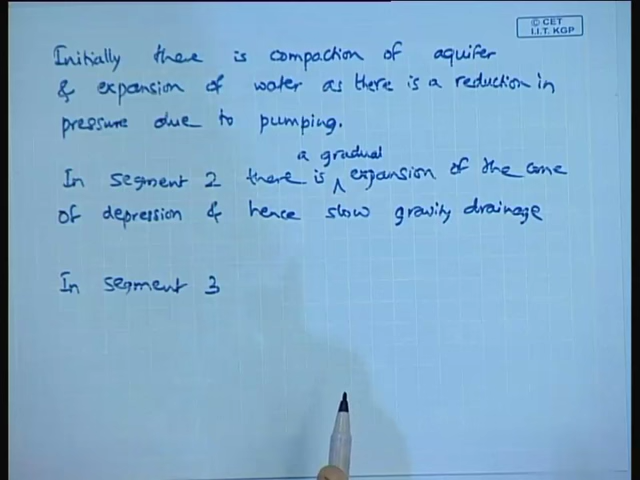 © CET
I.I.T. KGP
Initially there is compaction of aquifer
& expansion of water as there is a reduction in
pressure due to pumping.
a gradual
In segment 2 there is ^ expansion of the cone
of depression & hence slow gravity drainage
In segment 3